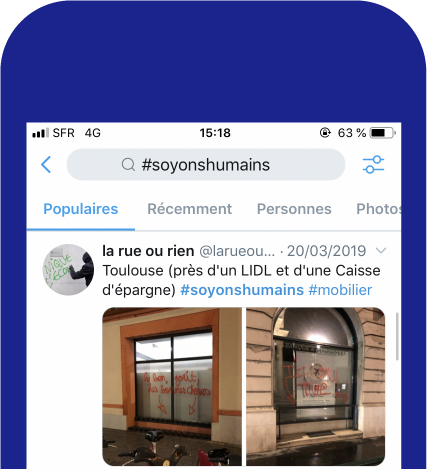 SFR 4G 15:18 63 %
#soyonshumains
Populaires Récemment Personnes Photos
la rue ou rien @larueou... · 20/03/2019
Toulouse (près d'un LIDL et d'une Caisse
d'épargne) #soyonshumains #mobilier